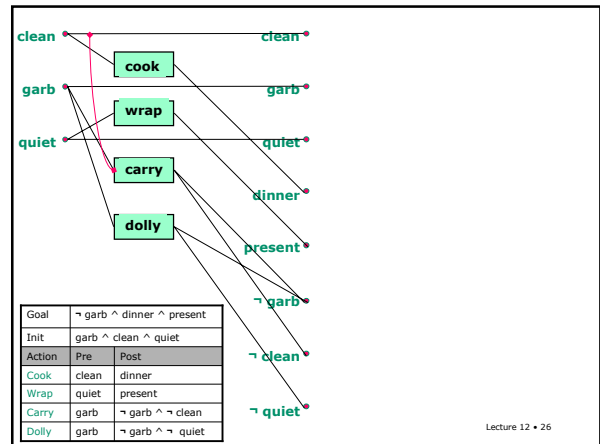 clean clean
cook
garb garb
wrap
quiet quiet
carry
dinner
dolly
present
¬ garb
¬ clean
¬ quiet
Goal ¬ garb ^ dinner ^ present
Init garb ^ clean ^ quiet
Action Pre Post
Cook clean dinner
Wrap quiet present
Carry garb ¬ garb ^ ¬ clean
Dolly garb ¬ garb ^ ¬ quiet
Lecture 12 • 26